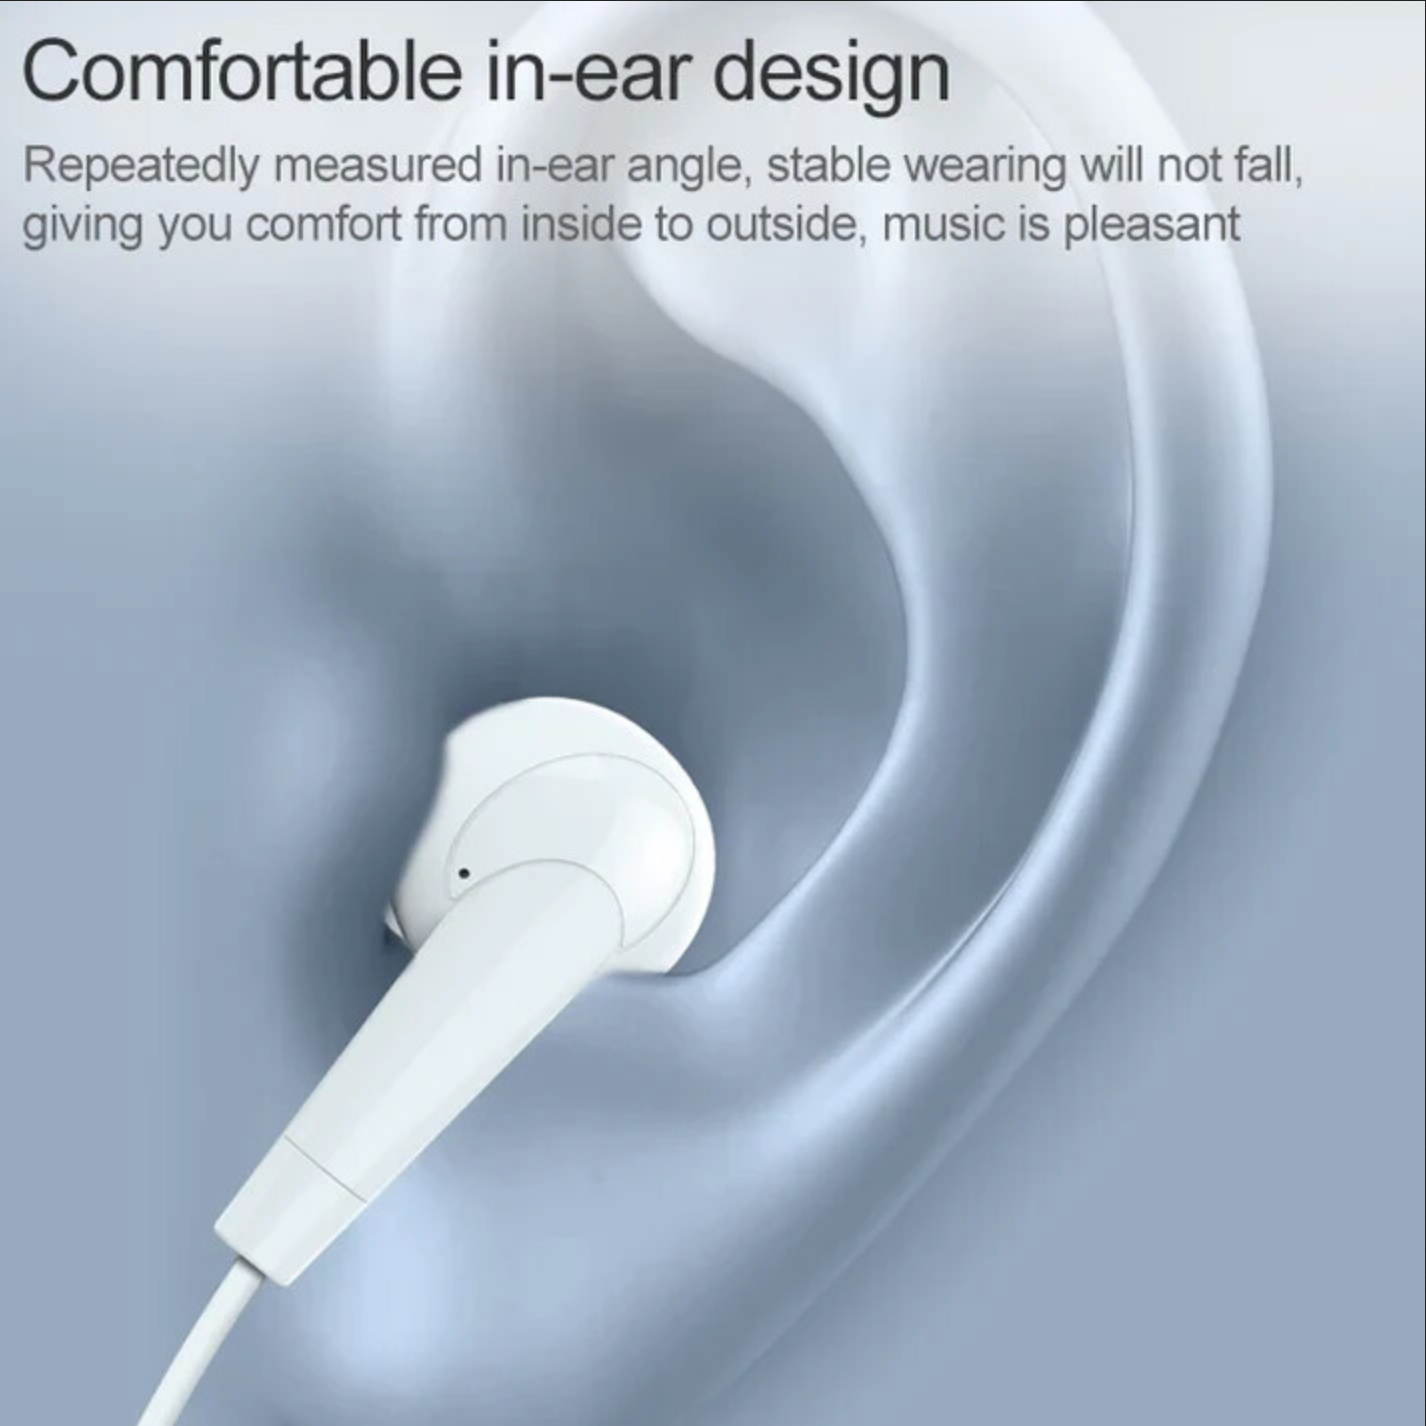 Comfortable in-ear design
Repeatedly measured in-ear angle, stable wearing will not fall,
giving you comfort from inside to outside, music is pleasant